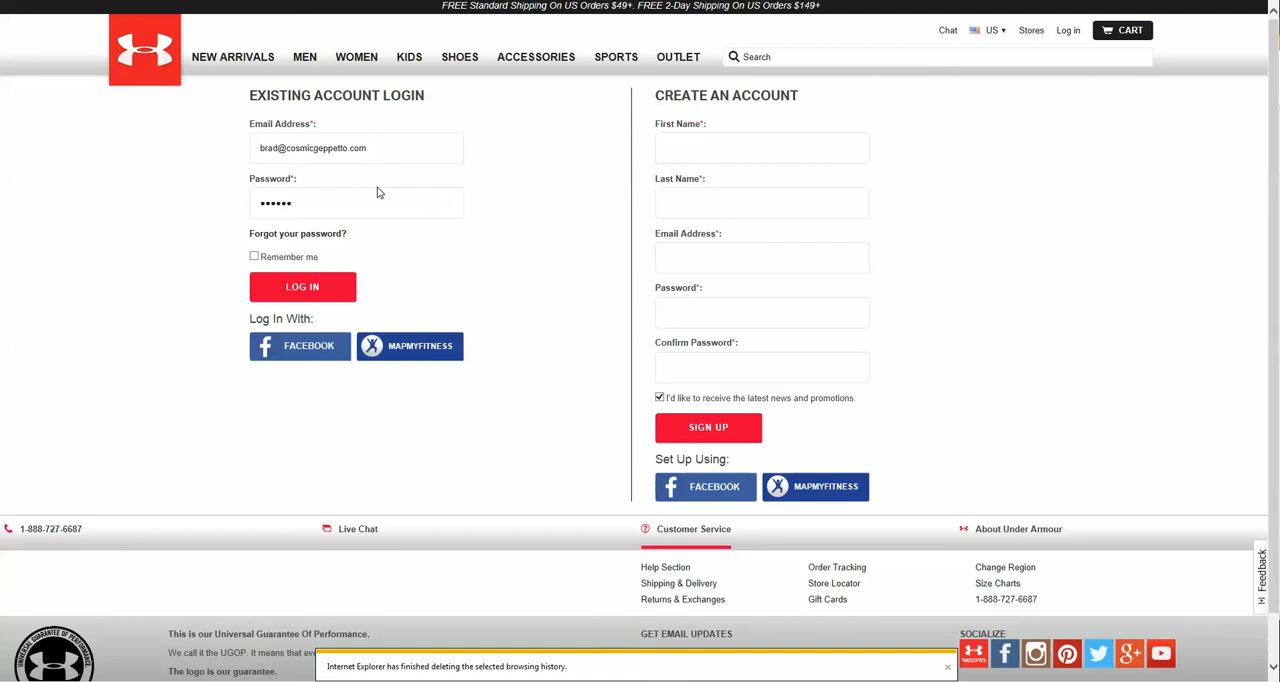 FREE Standard Shipping On US Orders $49+. FREE 2-Day Shipping On US Orders $149+
Chat US ▾ Stores Log in CART
NEW ARRIVALS MEN WOMEN KIDS SHOES ACCESSORIES SPORTS OUTLET Search
EXISTING ACCOUNT LOGIN
Email Address*:
brad@cosmicgeppetto.com
Password*:
••••••
Forgot your password?
Remember me
LOG IN
Log In With:
FACEBOOK MAPMYFITNESS
CREATE AN ACCOUNT
First Name*:
Last Name*:
Email Address*:
Password*:
Confirm Password*:
I'd like to receive the latest news and promotions.
SIGN UP
Set Up Using:
FACEBOOK MAPMYFITNESS
1-888-727-6687 Live Chat Customer Service About Under Armour
Help Section Order Tracking Change Region
Shipping & Delivery Store Locator Size Charts
Returns & Exchanges Gift Cards 1-888-727-6687
[+] Feedback
This is our Universal Guarantee Of Performance. GET EMAIL UPDATES SOCIALIZE
We call it the UGOP. It means that
The logo is our guarantee.
UNIVERSAL GUARANTEE OF PERFORMANCE
Internet Explorer has finished deleting the selected browsing history. ×